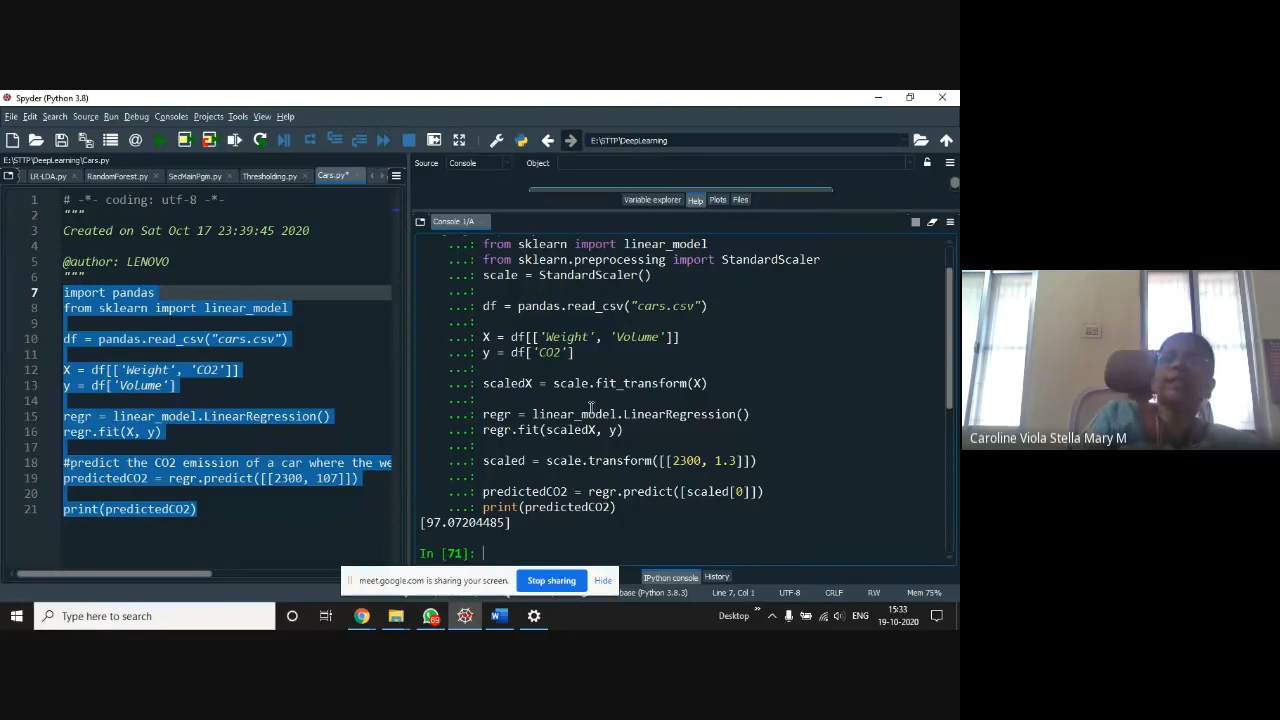 Spyder (Python 3.8)
File Edit Search Source Run Debug Consoles Projects Tools View Help
E:\STTP\DeepLearning
E:\STTP\DeepLearning\Cars.py
Source Console Object
LR-LDA.py RandomForest.py SecMainPgm.py Thresholding.py Cars.py*
Variable explorer Help Plots Files
Console 1/A
1 # -*- coding: utf-8 -*-
2 """
3 Created on Sat Oct 17 23:39:45 2020
4
5 @author: LENOVO
6 """
7 import pandas
8 from sklearn import linear_model
9
10 df = pandas.read_csv("cars.csv")
11
12 X = df[['Weight', 'CO2']]
13 y = df['Volume']
14
15 regr = linear_model.LinearRegression()
16 regr.fit(X, y)
17
18 #predict the CO2 emission of a car where the we
19 predictedCO2 = regr.predict([[2300, 107]])
20
21 print(predictedCO2)
...: from sklearn import linear_model
...: from sklearn.preprocessing import StandardScaler
...: scale = StandardScaler()
...:
...: df = pandas.read_csv("cars.csv")
...:
...: X = df[['Weight', 'Volume']]
...: y = df['CO2']
...:
...: scaledX = scale.fit_transform(X)
...:
...: regr = linear_model.LinearRegression()
...: regr.fit(scaledX, y)
...:
...: scaled = scale.transform([[2300, 1.3]])
...:
...: predictedCO2 = regr.predict([scaled[0]])
...: print(predictedCO2)
[97.07204485]
In [71]:
meet.google.com is sharing your screen. Stop sharing Hide
IPython console History
base (Python 3.8.3) Line 7, Col 1 UTF-8 CRLF RW Mem 75%
Type here to search
89
Desktop
ENG
15:33
19-10-2020
Caroline Viola Stella Mary M